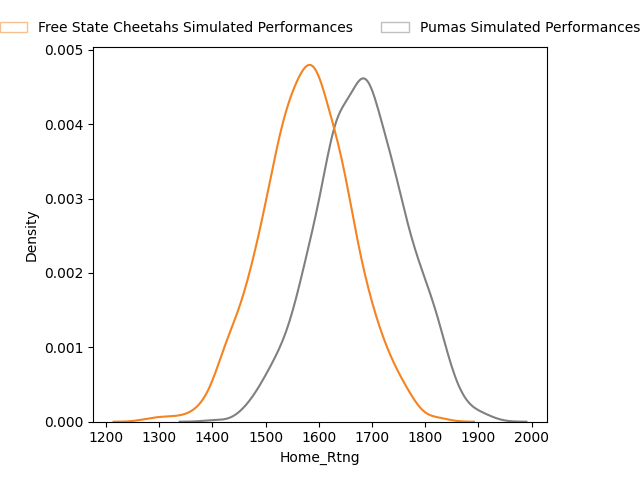 Free State Cheetahs Simulated Performances Pumas Simulated Performances
0.005
0.004
0.003
0.002
0.001
0.000
Density
1200 1300 1400 1500 1600 1700 1800 1900 2000
Home_Rtng